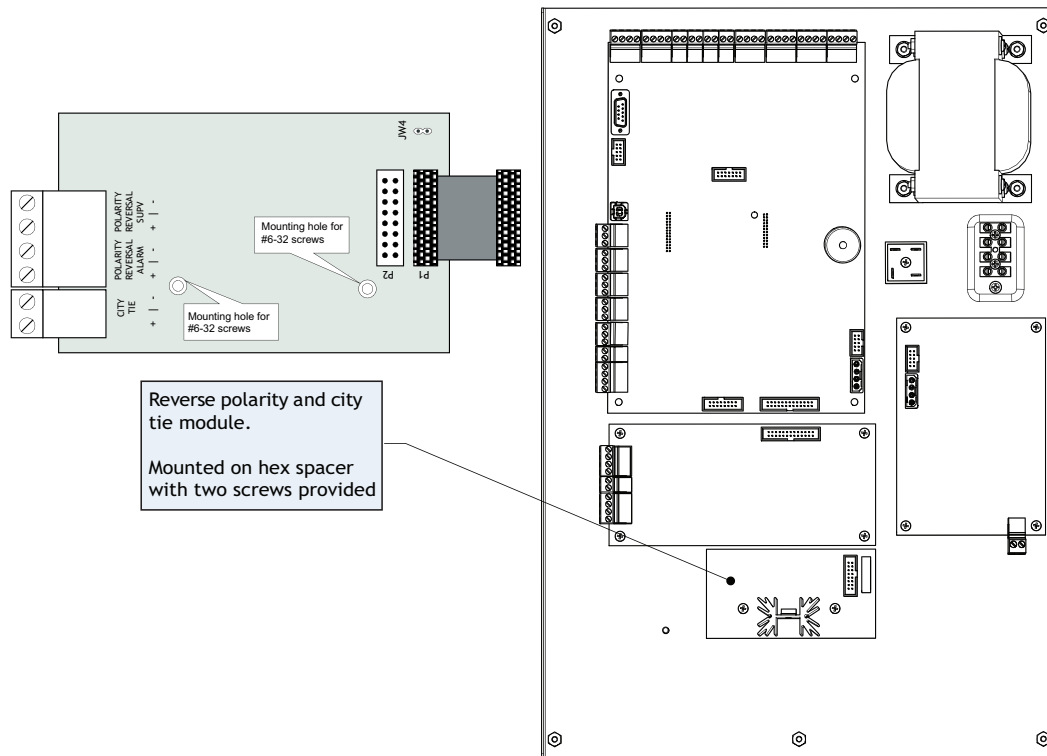 JW4
POLARITY
REVERSAL
SUPV
+ | -
POLARITY
REVERSAL
ALARM
+ | -
CITY
TIE
+ | -
Mounting hole for
#6-32 screws
Mounting hole for
#6-32 screws
P2
P1
Reverse polarity and city
tie module.
Mounted on hex spacer
with two screws provided